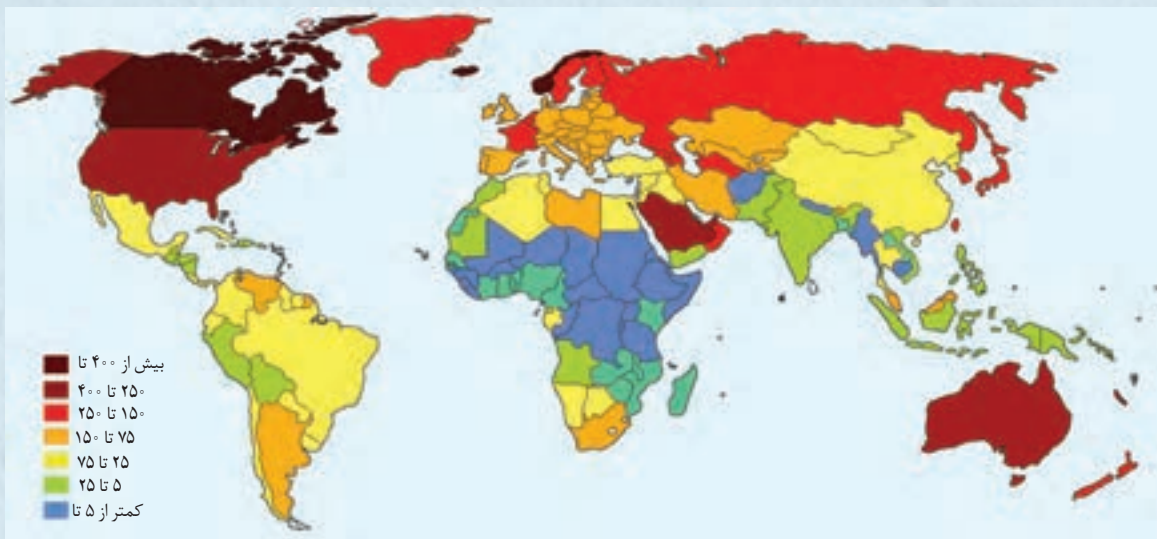 بیش از ۴۰۰ تا
۲۵۰ تا ۴۰۰
۱۵۰ تا ۲۵۰
۷۵ تا ۱۵۰
۲۵ تا ۷۵
۵ تا ۲۵
کمتر از ۵ تا